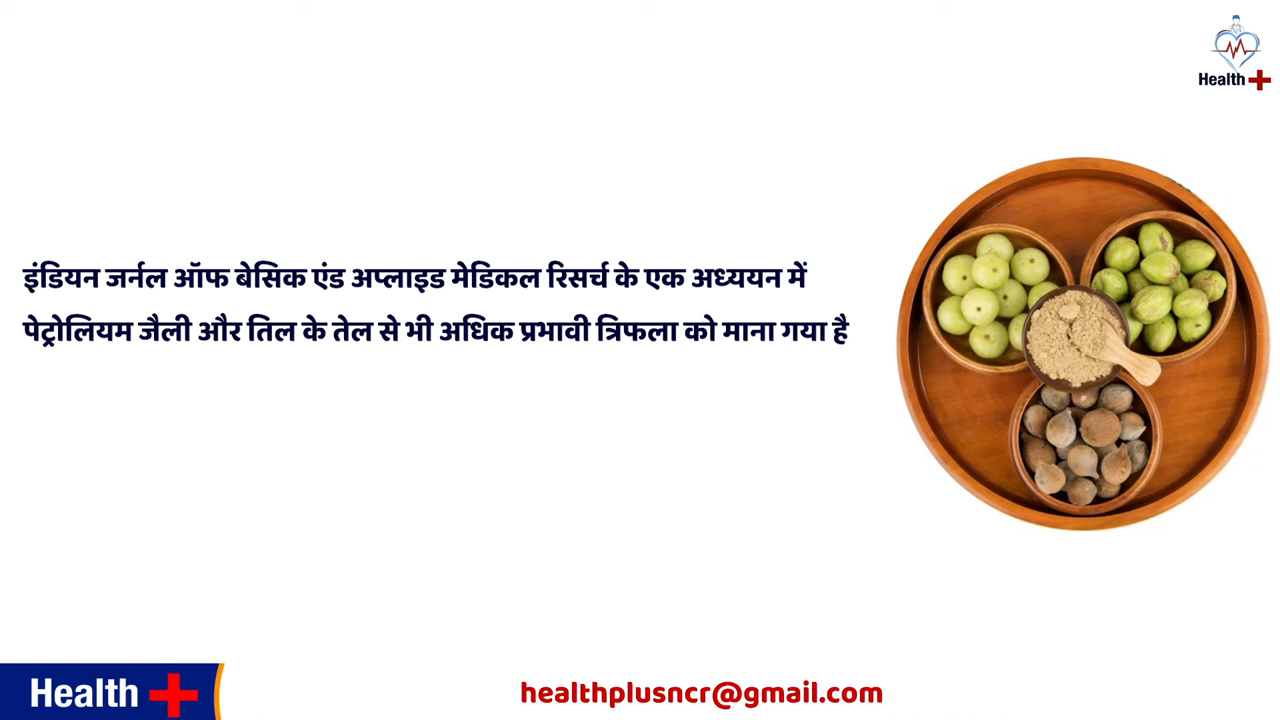 Health+
इंडियन जर्नल ऑफ बेसिक एंड अप्लाइड मेडिकल रिसर्च के एक अध्ययन में
पेट्रोलियम जैली और तिल के तेल से भी अधिक प्रभावी त्रिफला को माना गया है
Health+
healthplusncr@gmail.com